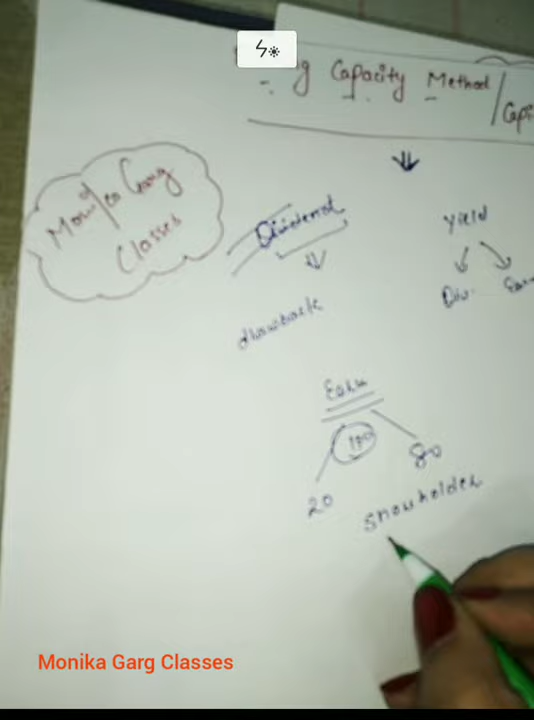 g Capacity Method /
Monika Garg
Classes
Dividend
Yield
drawback
Div.
Earn
100
20
80
Shareholder
Monika Garg Classes